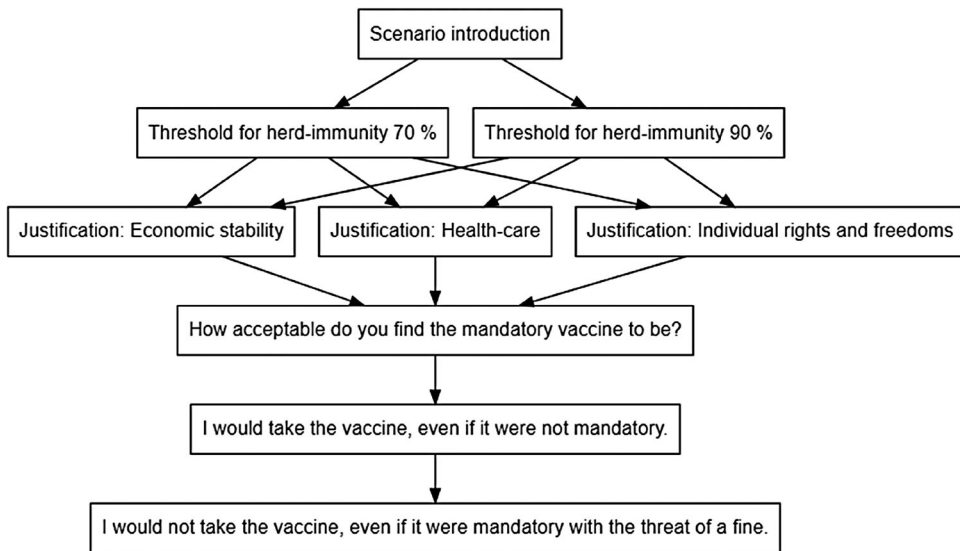 Scenario introduction
Threshold for herd-immunity 70 %
Threshold for herd-immunity 90 %
Justification: Economic stability
Justification: Health-care
Justification: Individual rights and freedoms
How acceptable do you find the mandatory vaccine to be?
I would take the vaccine, even if it were not mandatory.
I would not take the vaccine, even if it were mandatory with the threat of a fine.